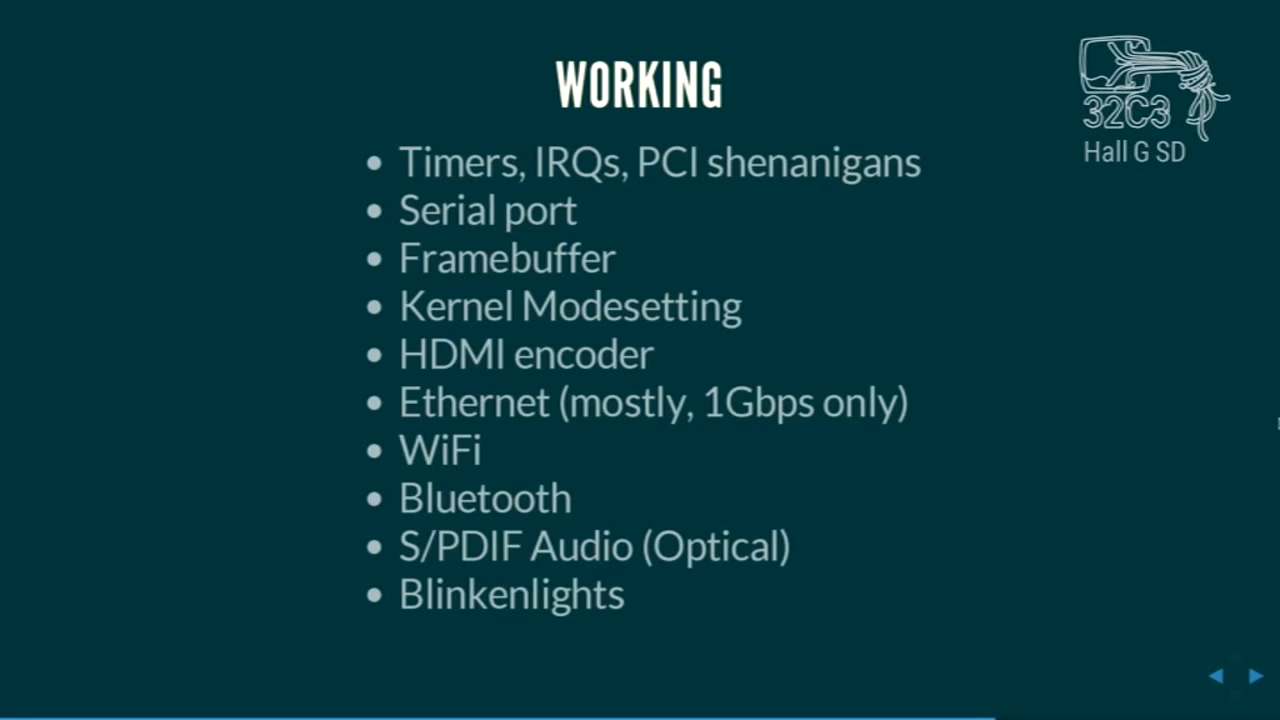 WORKING
32C3
Hall G SD
Timers, IRQs, PCI shenanigans
Serial port
Framebuffer
Kernel Modesetting
HDMI encoder
Ethernet (mostly, 1Gbps only)
WiFi
Bluetooth
S/PDIF Audio (Optical)
Blinkenlights